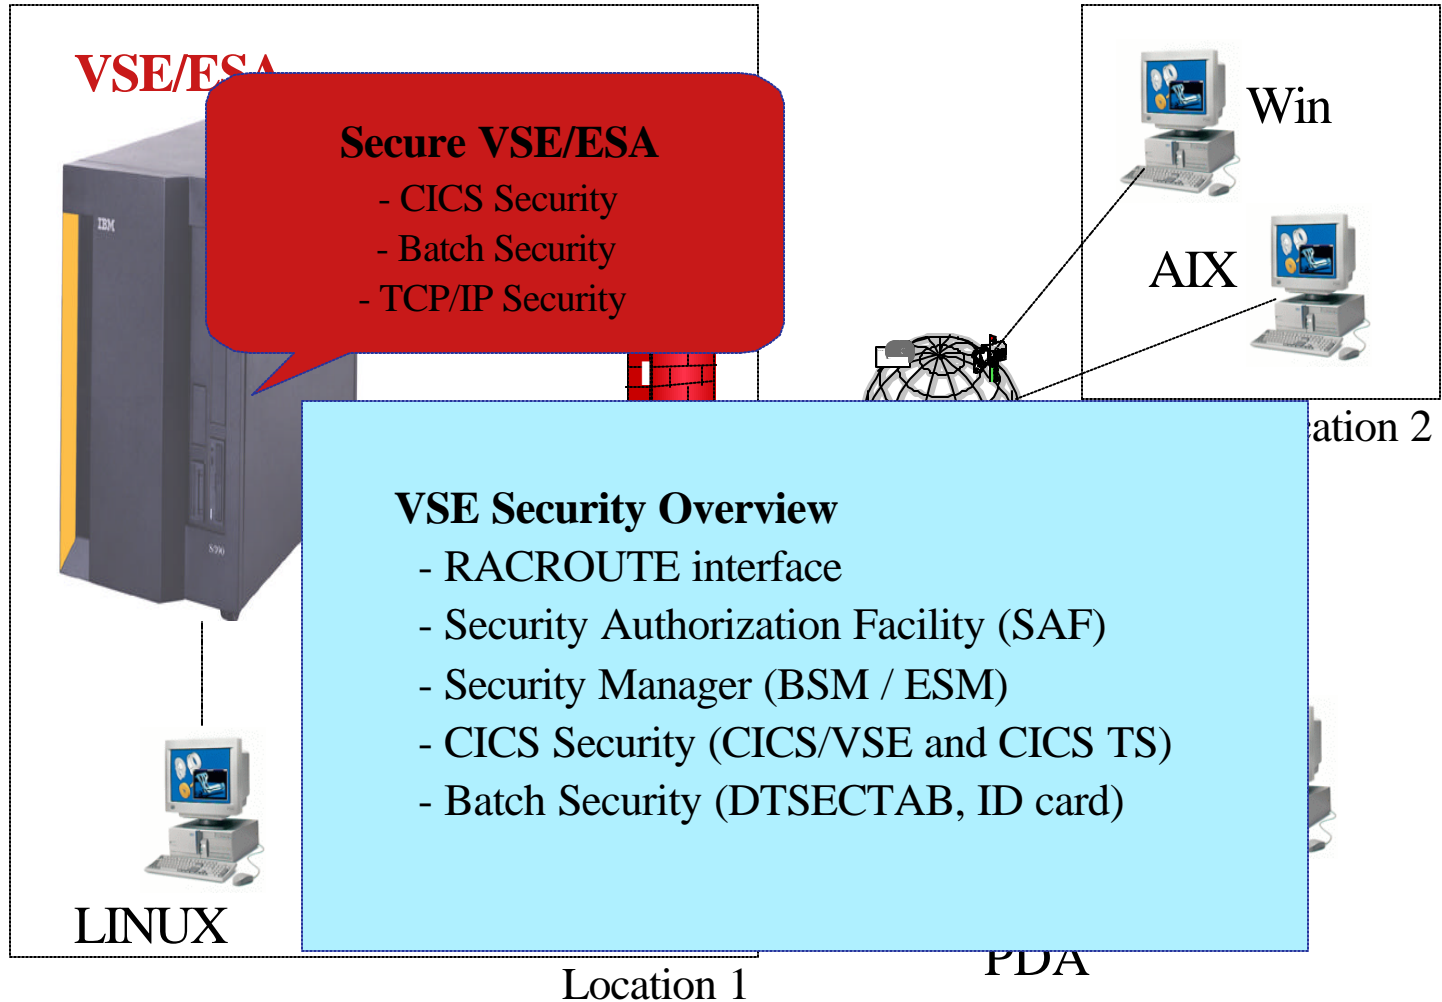 VSE/ESA
Secure VSE/ESA
- CICS Security
- Batch Security
- TCP/IP Security
IBM
S/390
Win
AIX
ation 2
VSE Security Overview
- RACROUTE interface
- Security Authorization Facility (SAF)
- Security Manager (BSM / ESM)
- CICS Security (CICS/VSE and CICS TS)
- Batch Security (DTSECTAB, ID card)
LINUX
PDA
Location 1